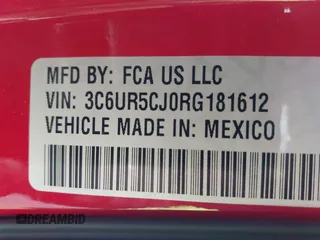 MFD BY: FCA US LLC
VIN: 3C6UR5CJ0RG181612
VEHICLE MADE IN: MEXICO
DREAMBID